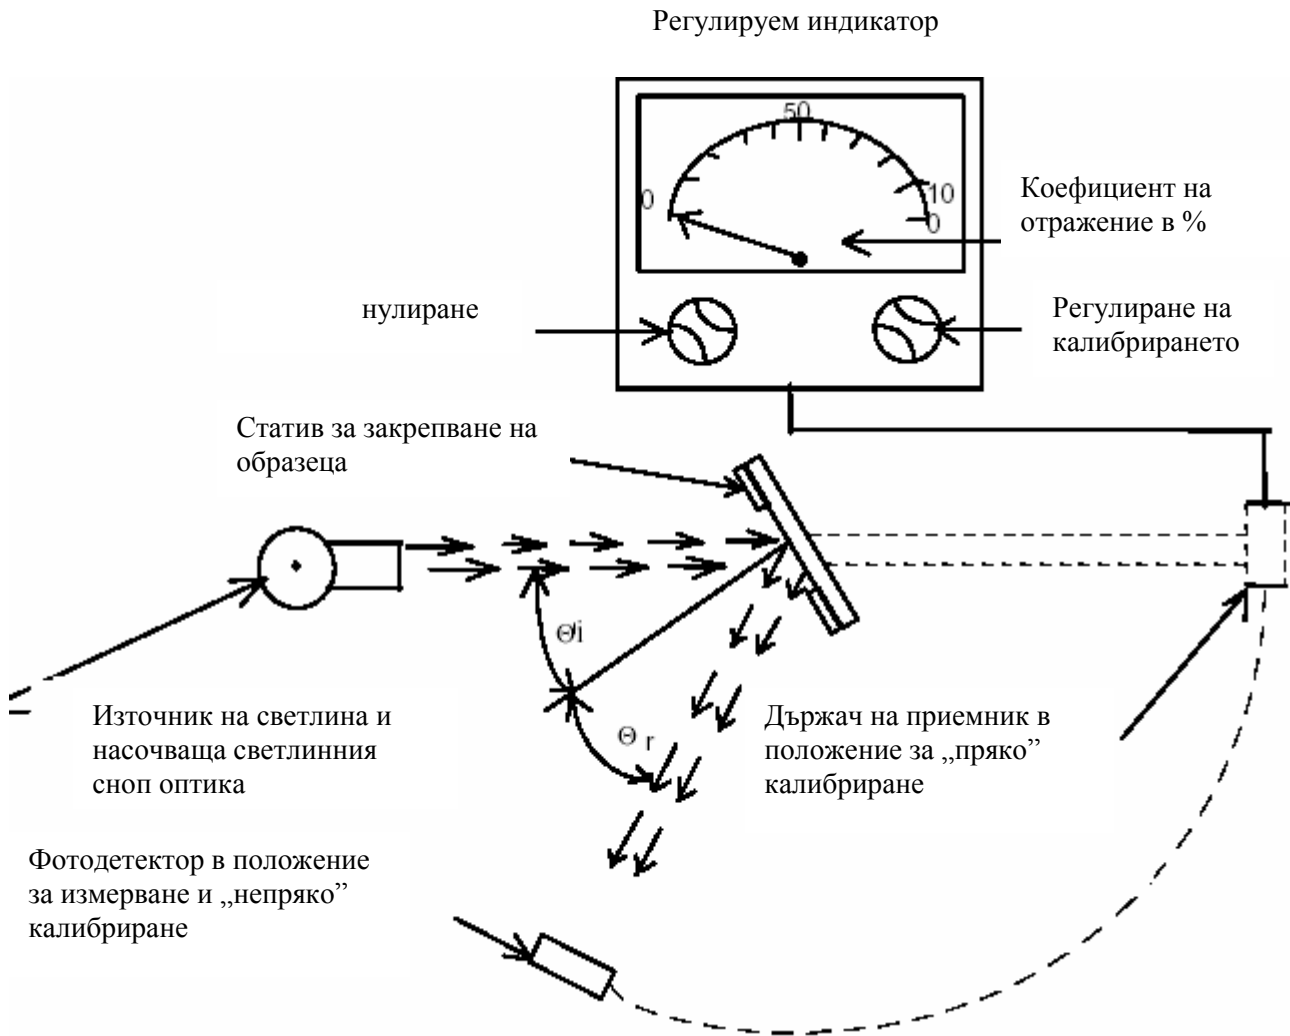 Регулируем индикатор
50
0
10
0
Коефициент на
отражение в %
нулиране
Регулиране на
калибрирането
Статив за закрепване на
образеца
Θi
Θ r
Източник на светлина и
насочваща светлинния
сноп оптика
Държач на приемник в
положение за „пряко”
калибриране
Фотодетектор в положение
за измерване и „непряко”
калибриране